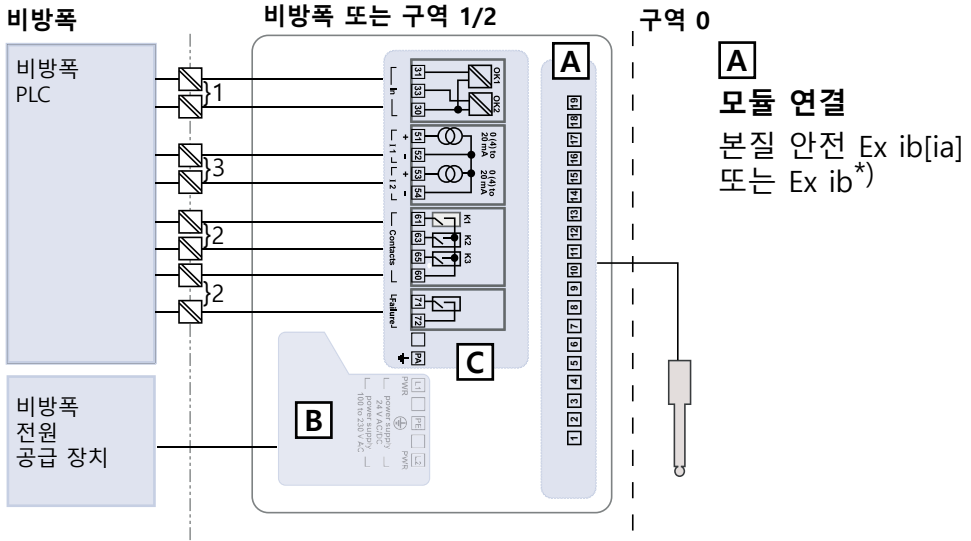 비방폭
비방폭 또는 구역 1/2
구역 0
비방폭
PLC
}1
}3
}2
}2
비방폭
전원
공급 장치
In
31
33
30
OK1
OK2
I 1
I 2
+
-
+
-
51
52
53
54
0(4) to
20 mA
0(4) to
20 mA
Contacts
61
63
65
60
K1
K2
K3
Failure
71
72
PA
C
B
power supply
100 to 230 V AC
power supply
24 V AC/DC
PWR
PWR
L1
PE
L2
A
19
18
17
16
15
14
13
12
11
10
9
8
7
6
5
4
3
2
1
A
모듈 연결
본질 안전 Ex ib[ia]
또는 Ex ib*)